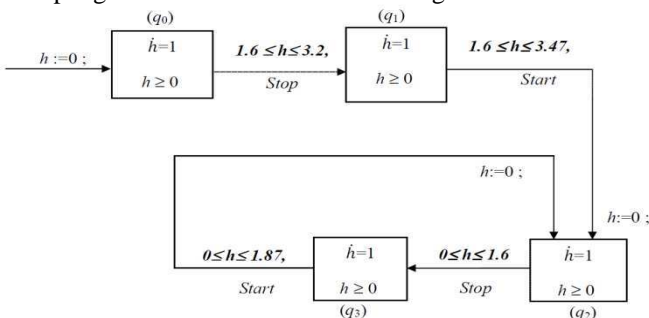 (q0)
ḣ=1
h ≥ 0
h :=0 ;
1.6 ≤h≤3.2,
Stop
(q1)
ḣ=1
h ≥ 0
1.6 ≤h≤3.47,
Start
h:=0 ;
h:=0 ;
0≤h≤1.87,
Start
ḣ=1
h ≥ 0
(q3)
0≤h≤1.6
Stop
ḣ=1
h ≥ 0
(q2)